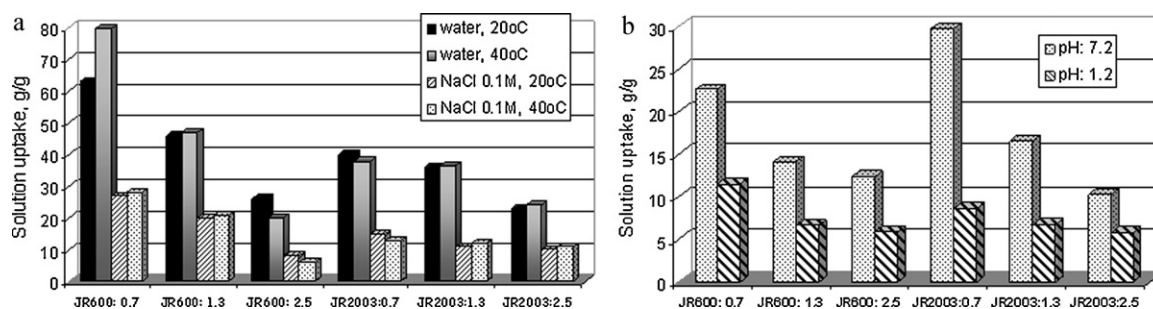 a
Solution uptake, g/g
80
70
60
50
40
30
20
10
0
water, 20oC
water, 40oC
NaCl 0.1M, 20oC
NaCl 0.1M, 40oC
JR600: 0.7 JR600: 1.3 JR600: 2.5 JR2003:0.7 JR2003:1.3 JR2003:2.5
b
Solution uptake, g/g
30
25
20
15
10
5
0
pH: 7.2
pH: 1.2
JR600: 0.7 JR600: 1.3 JR600: 2.5 JR2003:0.7 JR2003:1.3 JR2003:2.5